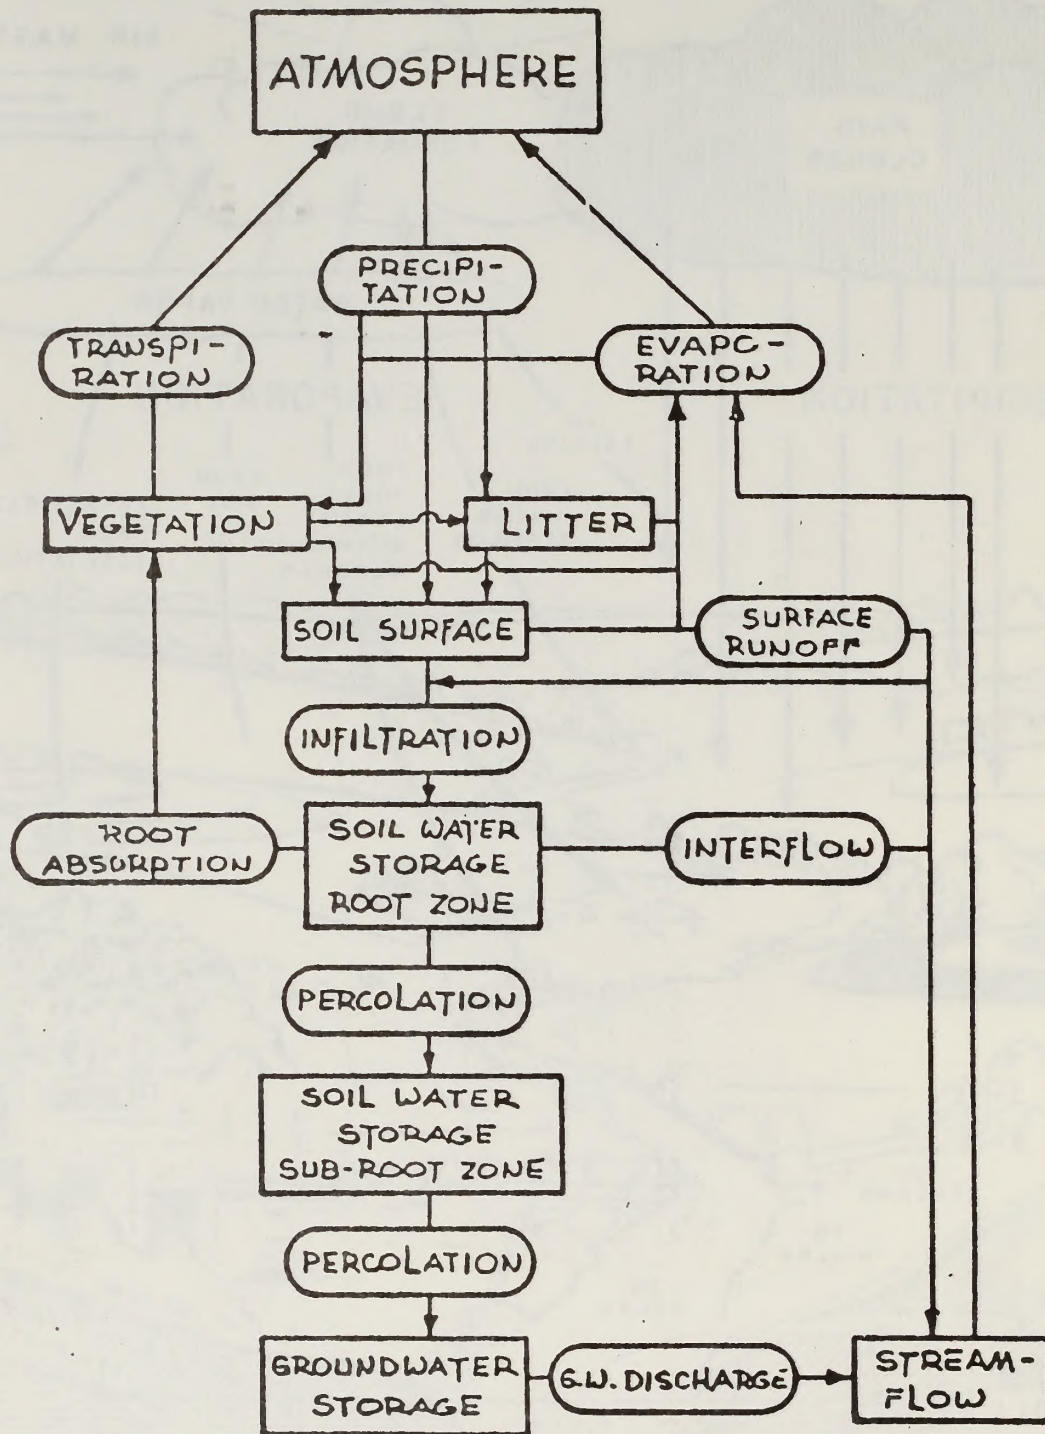 ATMOSPHERE
PRECIPI-
TATION
TRANSPI-
RATION
EVAPO-
RATION
VEGETATION
LITTER
SOIL SURFACE
SURFACE
RUNOFF
INFILTRATION
ROOT
ABSORPTION
SOIL WATER
STORAGE
ROOT ZONE
INTERFLOW
PERCOLATION
SOIL WATER
STORAGE
SUB-ROOT ZONE
PERCOLATION
GROUNDWATER
STORAGE
G.W. DISCHARGE
STREAM-
FLOW